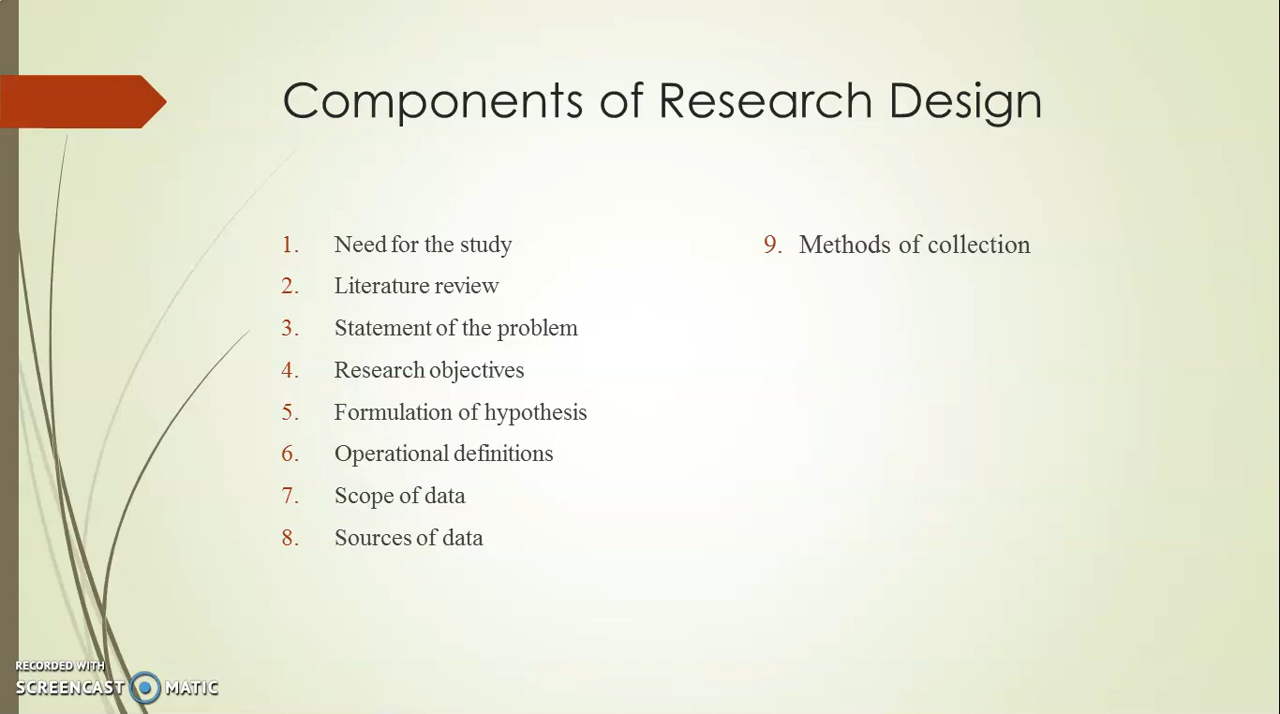 Components of Research Design
1. Need for the study
2. Literature review
3. Statement of the problem
4. Research objectives
5. Formulation of hypothesis
6. Operational definitions
7. Scope of data
8. Sources of data
9. Methods of collection
RECORDED WITH
SCREENCAST MATIC